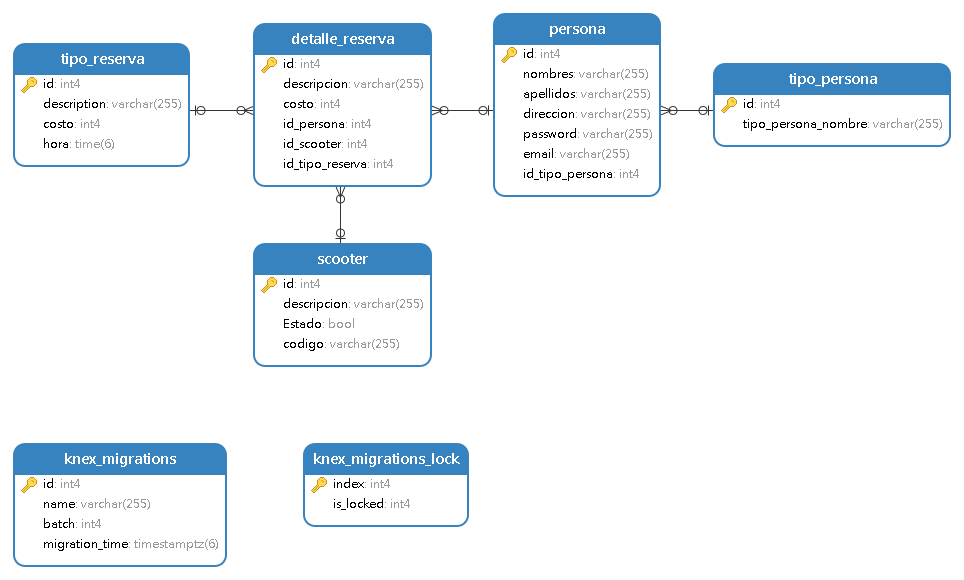 tipo_reserva
id: int4
description: varchar(255)
costo: int4
hora: time(6)
detalle_reserva
id: int4
descripcion: varchar(255)
costo: int4
id_persona: int4
id_scooter: int4
id_tipo_reserva: int4
persona
id: int4
nombres: varchar(255)
apellidos: varchar(255)
direccion: varchar(255)
password: varchar(255)
email: varchar(255)
id_tipo_persona: int4
tipo_persona
id: int4
tipo_persona_nombre: varchar(255)
scooter
id: int4
descripcion: varchar(255)
Estado: bool
codigo: varchar(255)
knex_migrations
id: int4
name: varchar(255)
batch: int4
migration_time: timestamptz(6)
knex_migrations_lock
index: int4
is_locked: int4